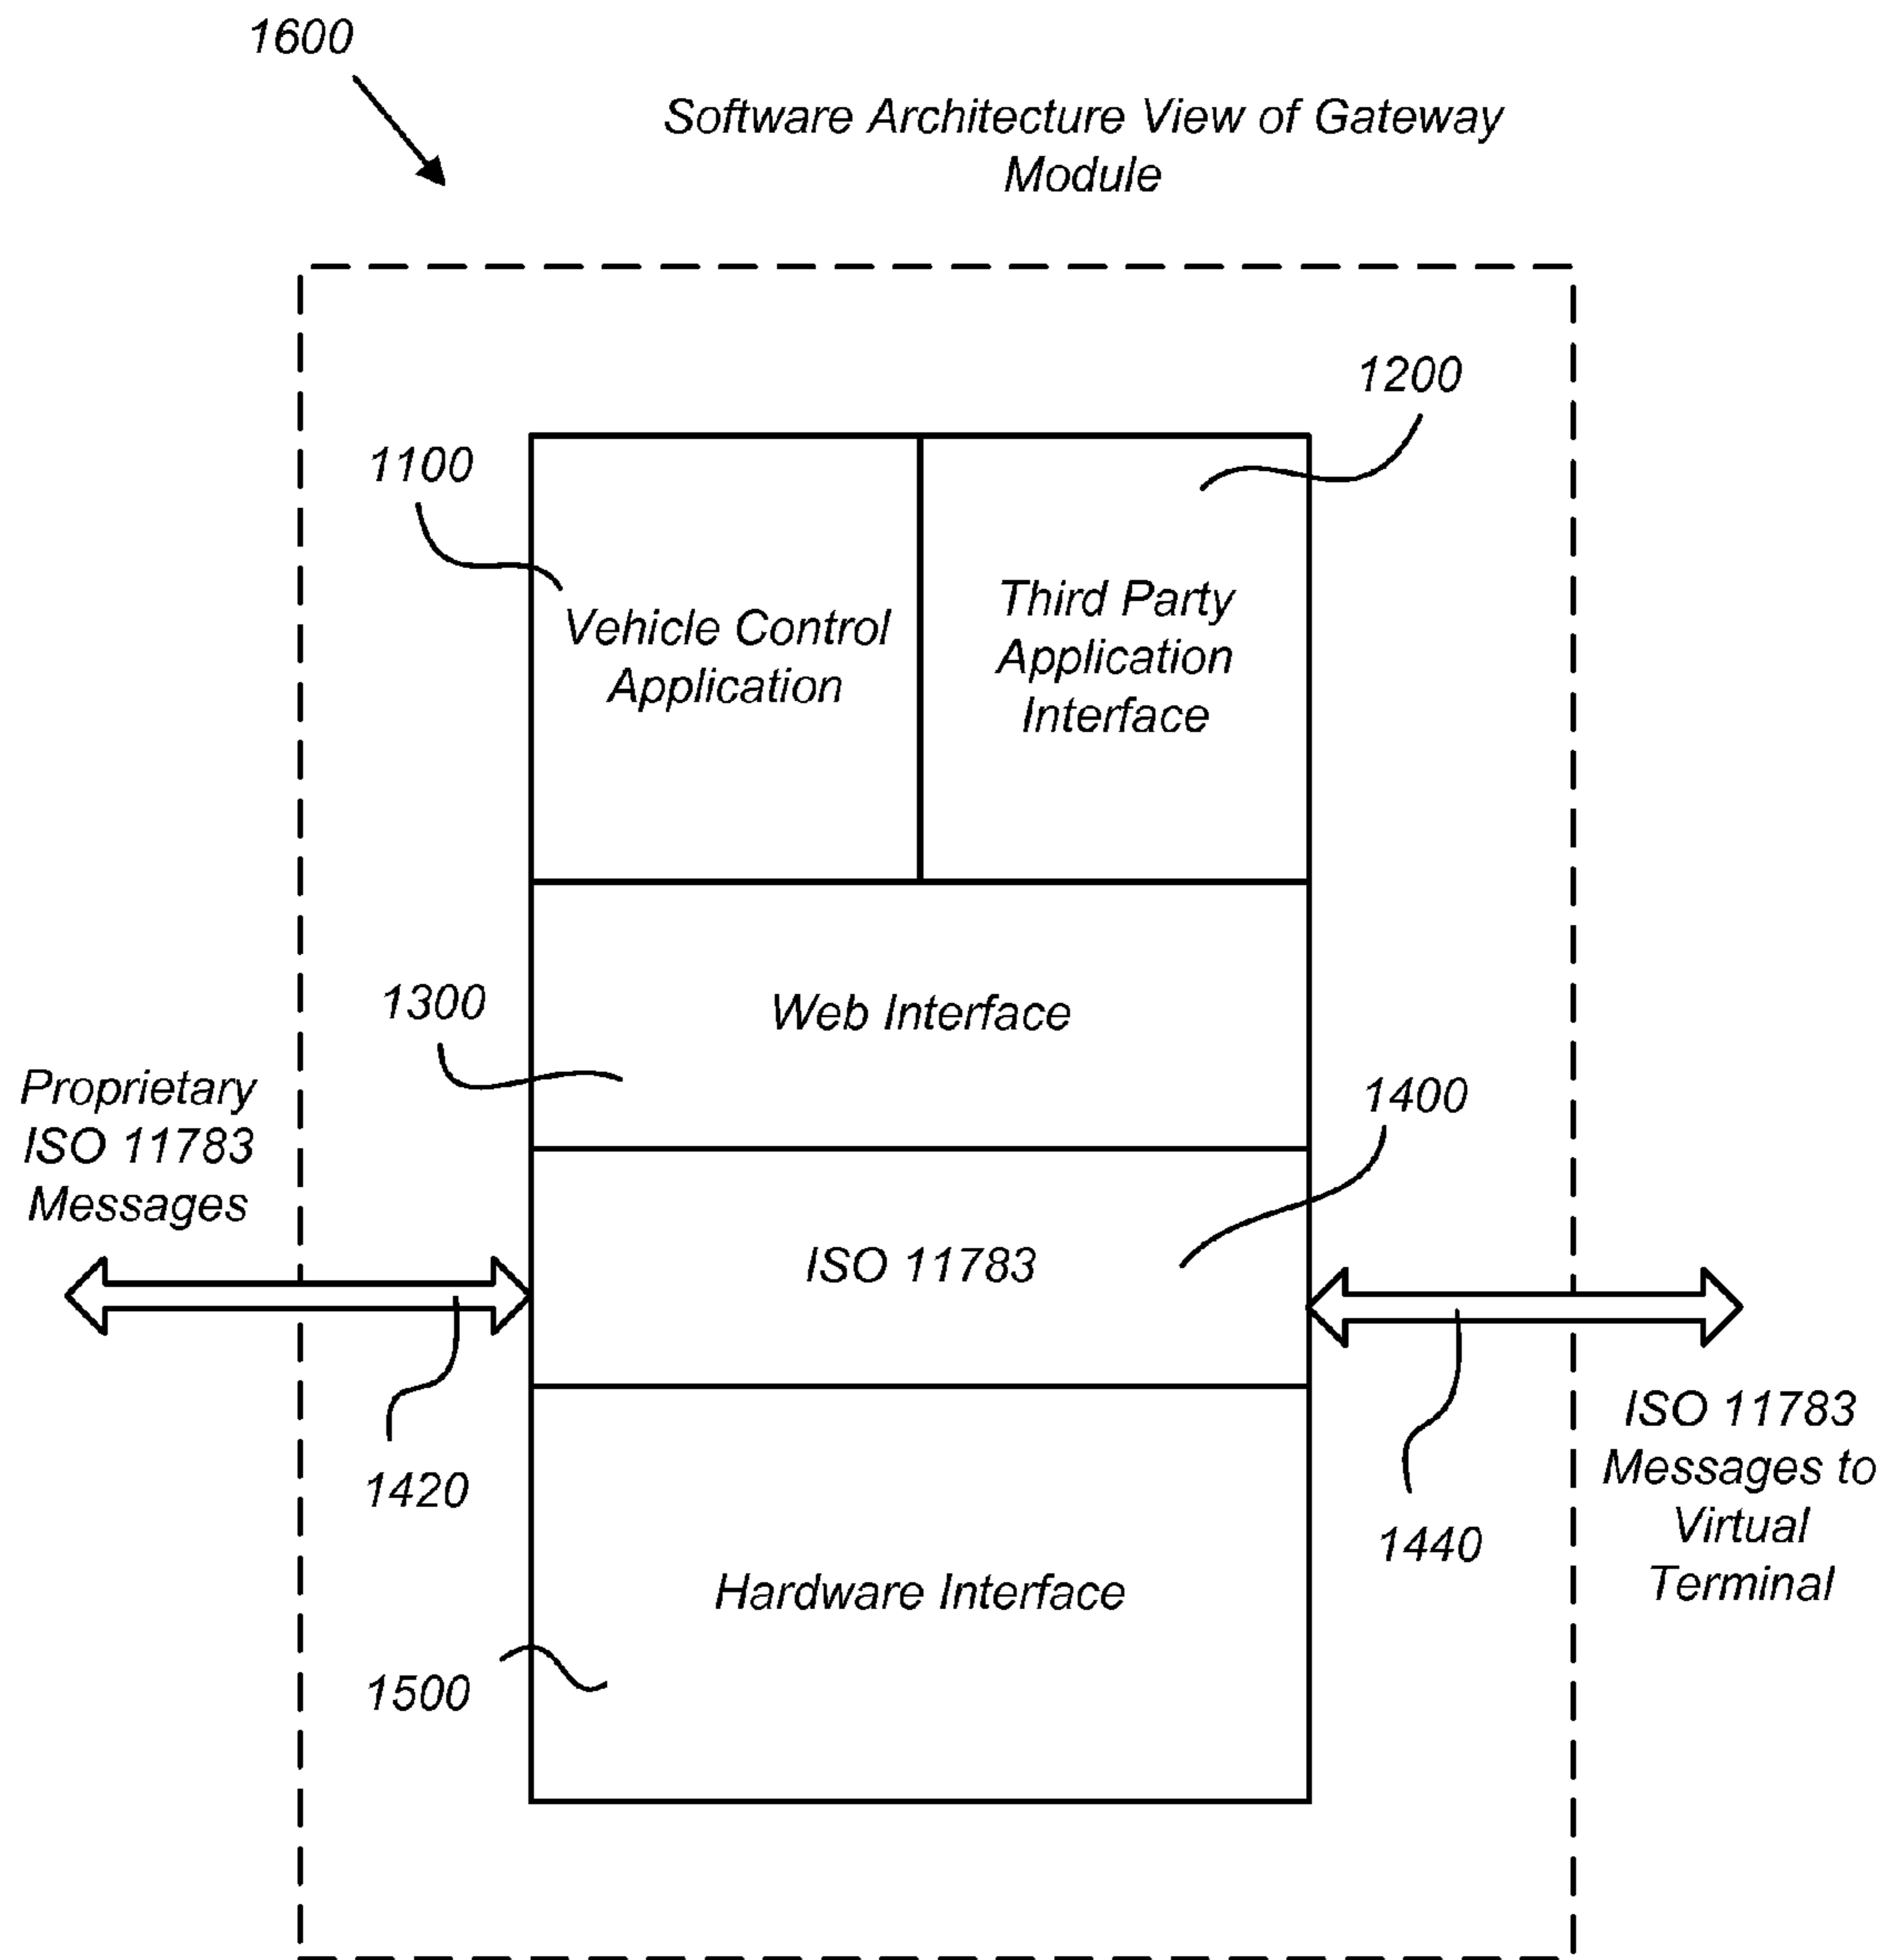 1600
Software Architecture View of Gateway
Module
1200
1100
Vehicle Control
Application
Third Party
Application
Interface
1300
Web Interface
Proprietary
ISO 11783
Messages
1400
ISO 11783
1420
ISO 11783
Messages to
Virtual
Terminal
1440
Hardware Interface
1500